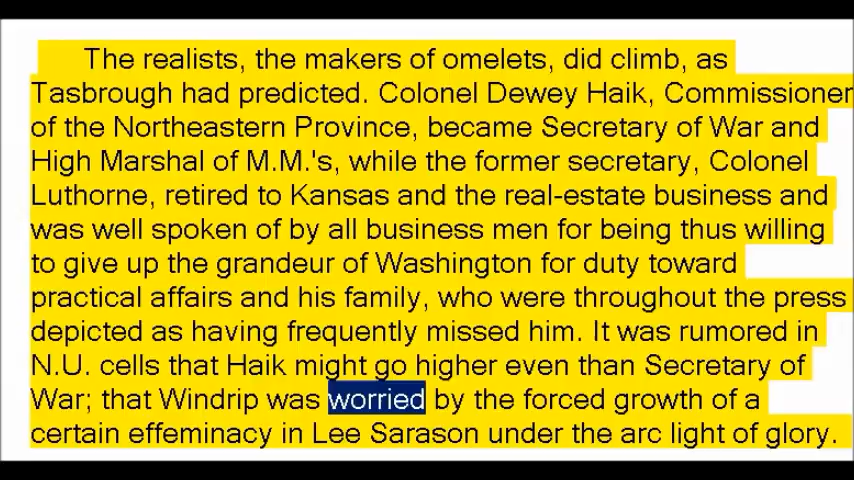 The realists, the makers of omelets, did climb, as
Tasbrough had predicted. Colonel Dewey Haik, Commissioner
of the Northeastern Province, became Secretary of War and
High Marshal of M.M.'s, while the former secretary, Colonel
Luthorne, retired to Kansas and the real-estate business and
was well spoken of by all business men for being thus willing
to give up the grandeur of Washington for duty toward
practical affairs and his family, who were throughout the press
depicted as having frequently missed him. It was rumored in
N.U. cells that Haik might go higher even than Secretary of
War; that Windrip was worried by the forced growth of a
certain effeminacy in Lee Sarason under the arc light of glory.